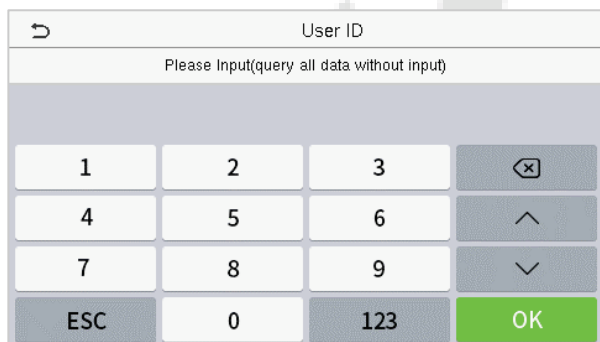 User ID
Please Input(query all data without input)
1 2 3
4 5 6
7 8 9
ESC 0 123 OK